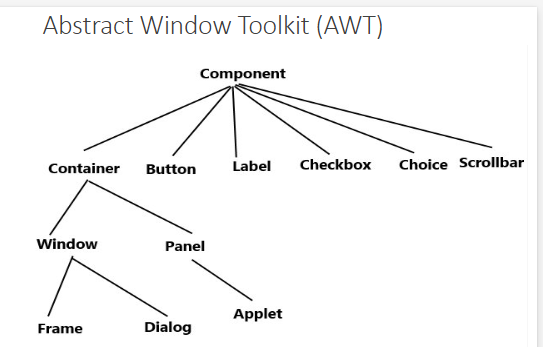 Abstract Window Toolkit (AWT)
Component
Container Button Label Checkbox Choice Scrollbar
Window Panel
Frame Dialog Applet